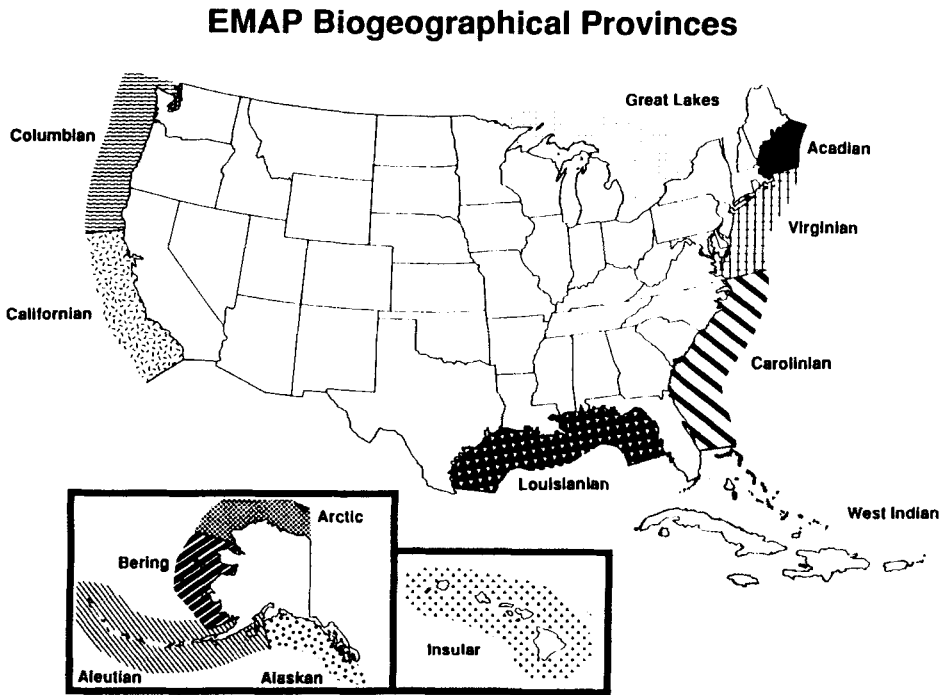 EMAP Biogeographical Provinces
Great Lakes
Columbian
Acadian
Virginian
Californian
Carolinian
Louisianian
West Indian
Arctic
Bering
Insular
Aleutian
Alaskan